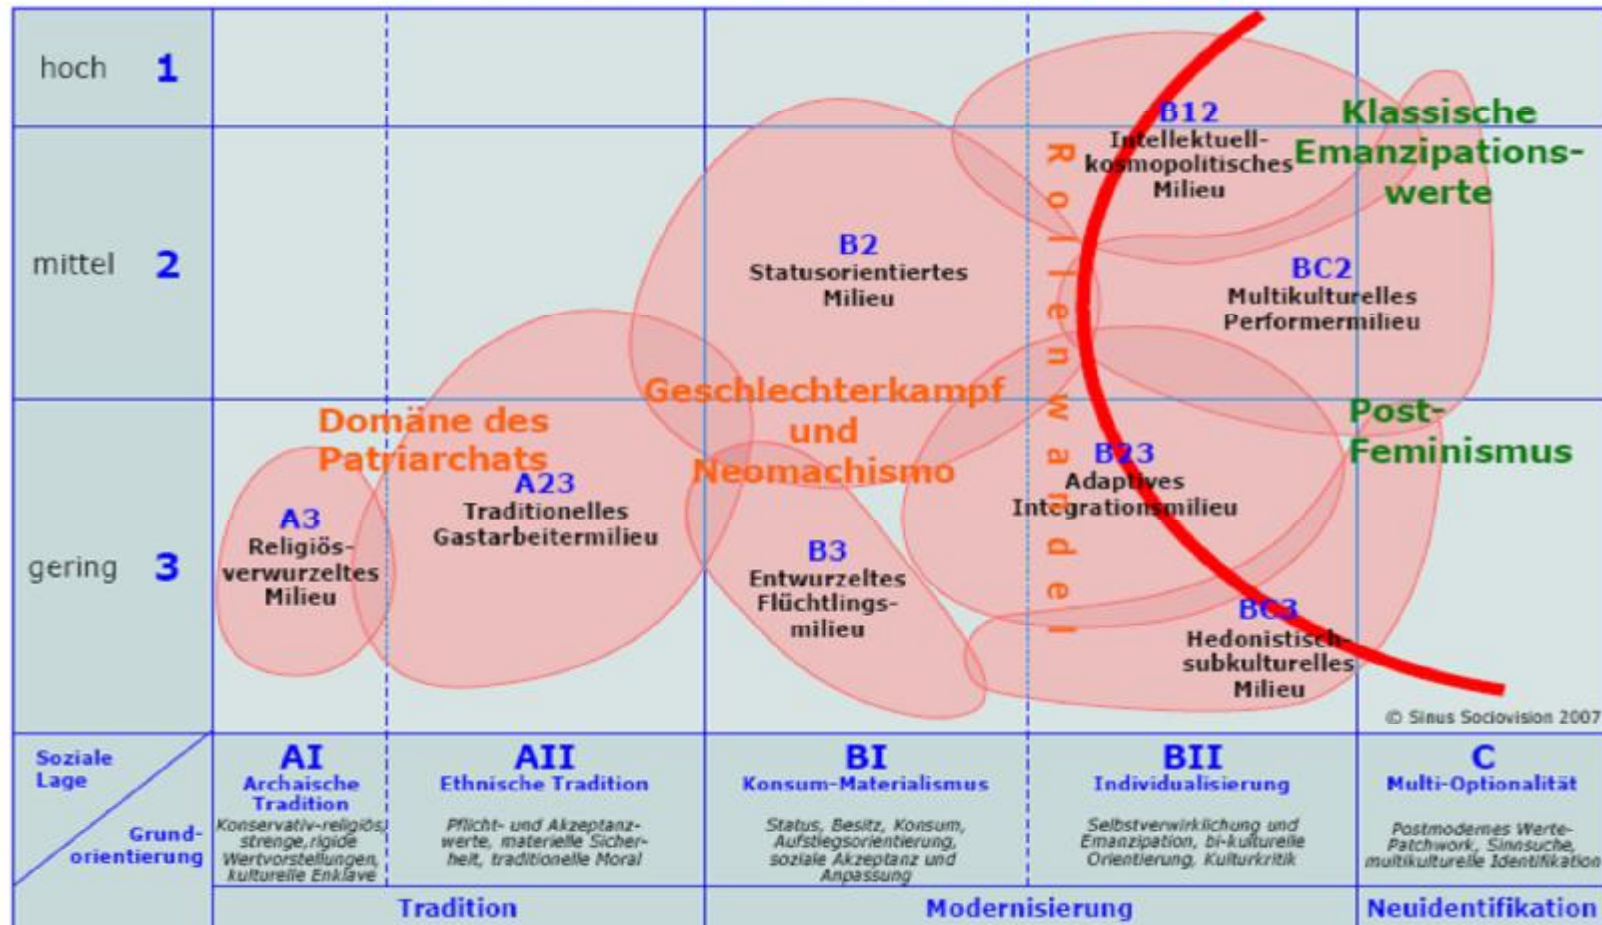 hoch 1
mittel 2
gering 3
B12
Intellektuell-
kosmopolitisches
Milieu
Klassische
Emanzipations-
werte
Rollenwandel
B2
Statusorientiertes
Milieu
BC2
Multikulturelles
Performermilieu
Domäne des
Patriarchats
Geschlechterkampf
und
Neomachismo
Post-
Feminismus
A3
Religiös-
verwurzeltes
Milieu
A23
Traditionelles
Gastarbeitermilieu
B3
Entwurzeltes
Flüchtlings-
milieu
B23
Adaptives
Integrationsmilieu
BC3
Hedonistisch-
subkulturelles
Milieu
© Sinus Sociovision 2007
Soziale
Lage
Grund-
orientierung
AI
Archaische
Tradition
Konservativ-religiös,
strenge,rigide
Wertvorstellungen,
kulturelle Enklave
AII
Ethnische Tradition
Pflicht- und Akzeptanz-
werte, materielle Sicher-
heit, traditionelle Moral
BI
Konsum-Materialismus
Status, Besitz, Konsum,
Aufstiegsorientierung,
soziale Akzeptanz und
Anpassung
BII
Individualisierung
Selbstverwirklichung und
Emanzipation, bi-kulturelle
Orientierung, Kulturkritik
C
Multi-Optionalität
Postmodernes Werte-
Patchwork, Sinnsuche,
multikulturelle Identifikation
Tradition
Modernisierung
Neuidentifikation